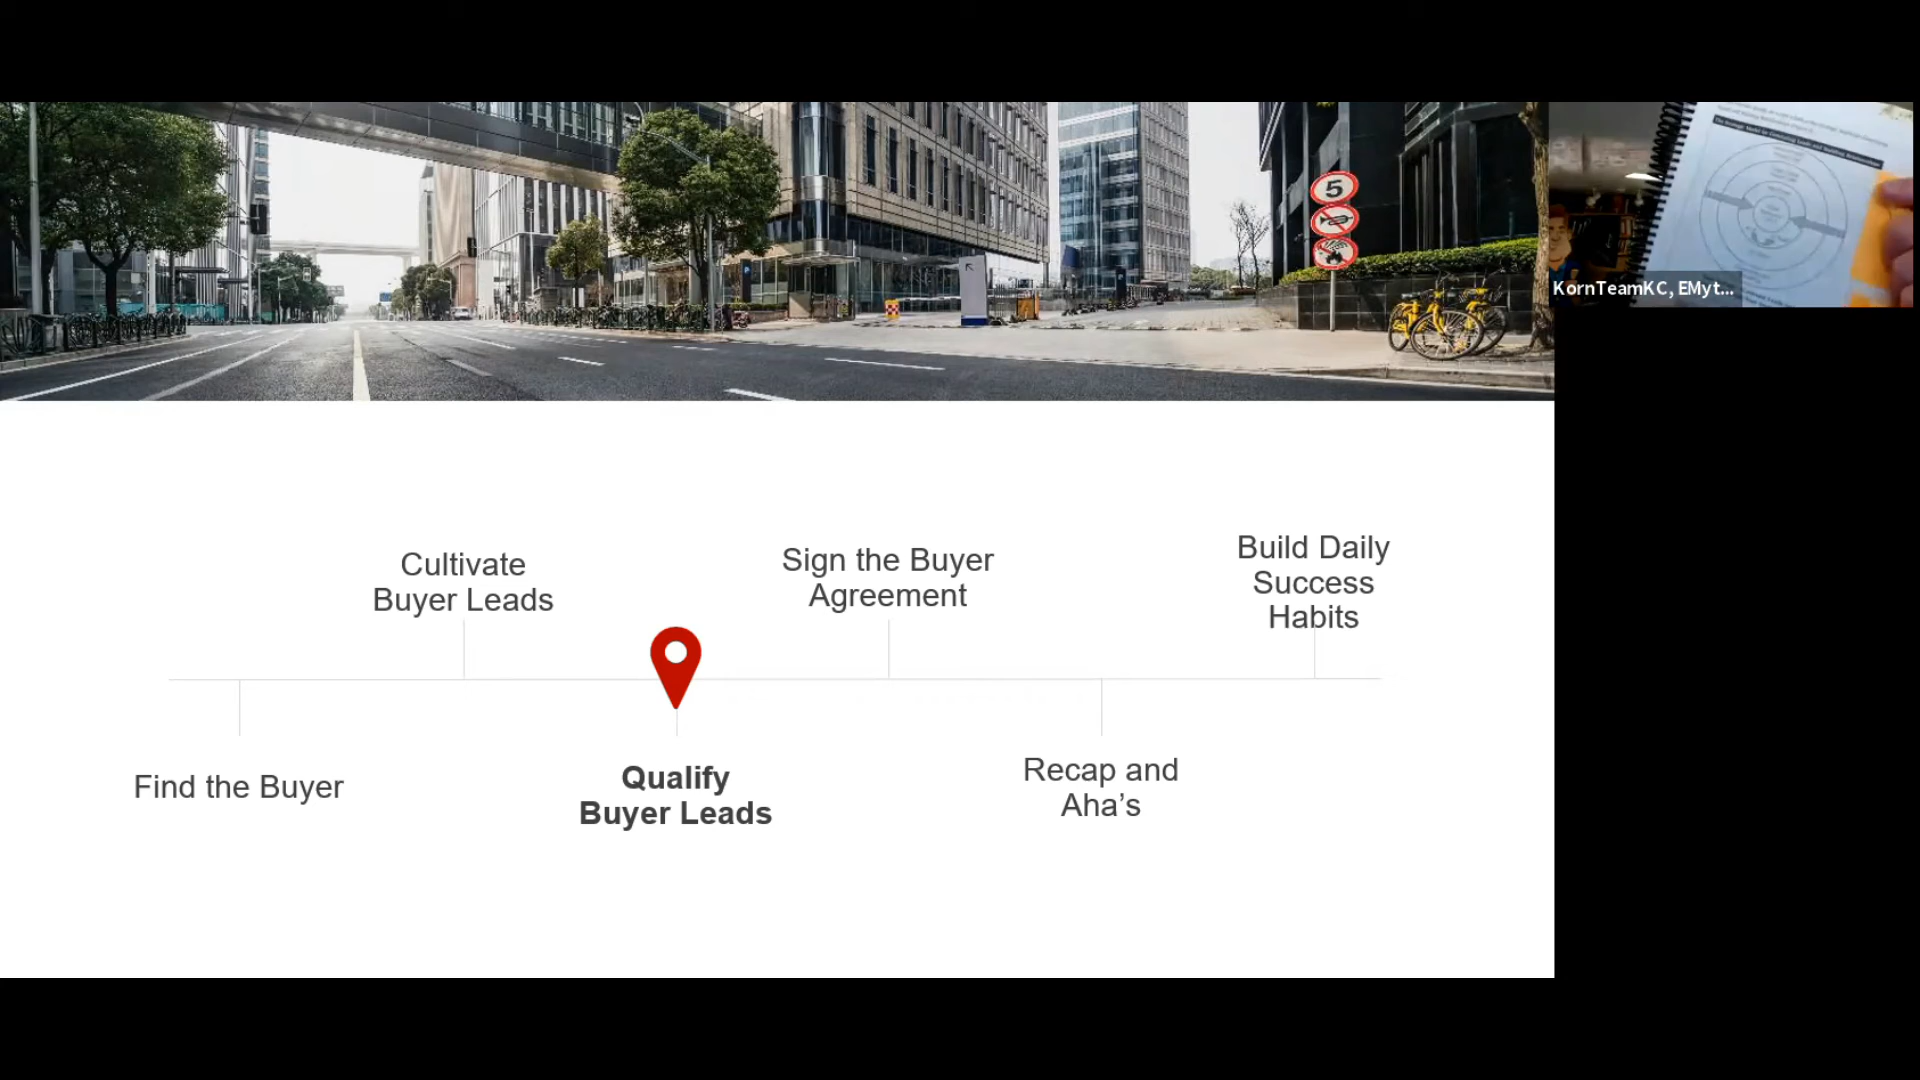 5
KornTeamKC, EMyt...
Cultivate
Buyer Leads
Sign the Buyer
Agreement
Build Daily
Success
Habits
Find the Buyer
Qualify
Buyer Leads
Recap and
Aha’s